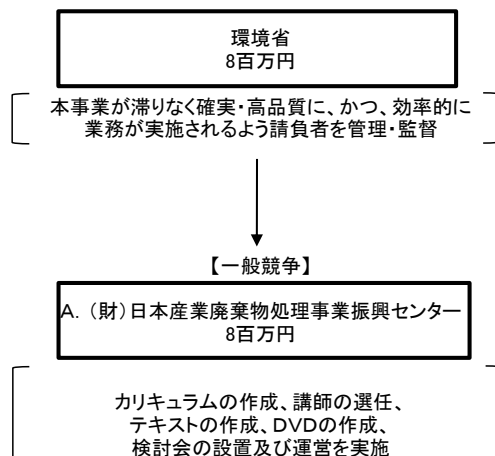 環境省
8百万円
本事業が滞りなく確実・高品質に、かつ、効率的に
業務が実施されるよう請負者を管理・監督
【一般競争】
A.（財）日本産業廃棄物処理事業振興センター
8百万円
カリキュラムの作成、講師の選任、
テキストの作成、DVDの作成、
検討会の設置及び運営を実施